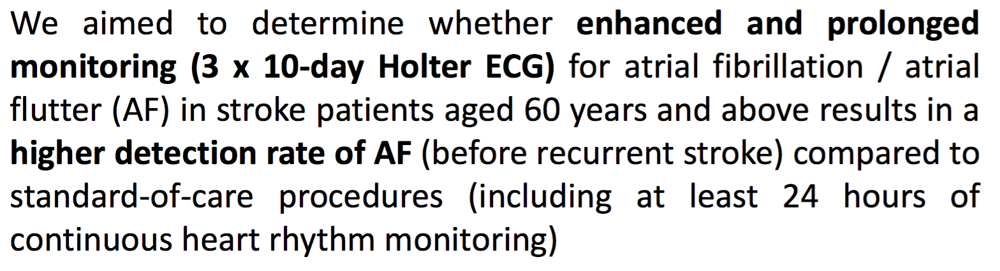 We aimed to determine whether enhanced and prolonged
monitoring (3 x 10-day Holter ECG) for atrial fibrillation / atrial
flutter (AF) in stroke patients aged 60 years and above results in a
higher detection rate of AF (before recurrent stroke) compared to
standard-of-care procedures (including at least 24 hours of
continuous heart rhythm monitoring)